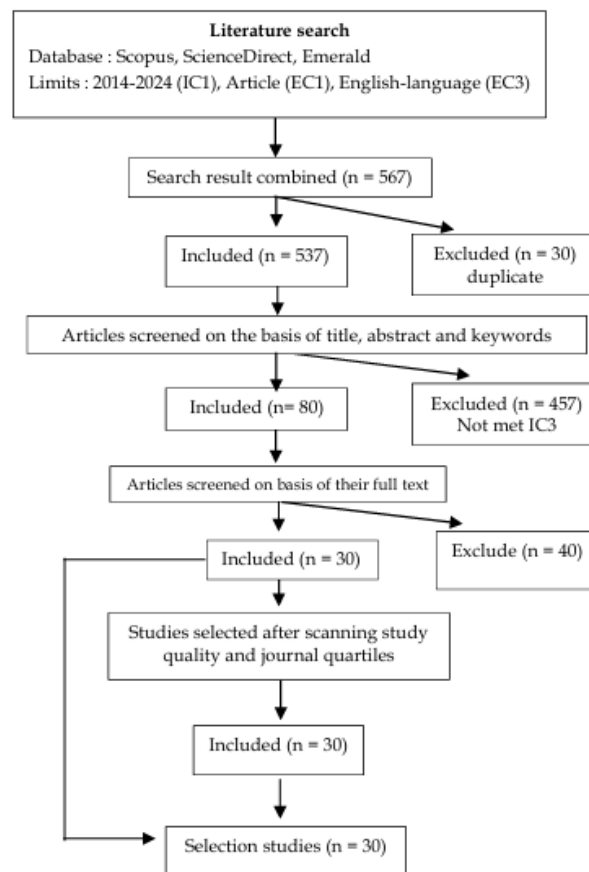 Literature search
Database : Scopus, ScienceDirect, Emerald
Limits : 2014-2024 (IC1), Article (EC1), English-language (EC3)
Search result combined (n = 567)
Included (n = 537)
Excluded (n = 30)
duplicate
Articles screened on the basis of title, abstract and keywords
Included (n= 80)
Excluded (n = 457)
Not met IC3
Articles screened on basis of their full text
Included (n = 30)
Exclude (n = 40)
Studies selected after scanning study
quality and journal quartiles
Included (n = 30)
Selection studies (n = 30)